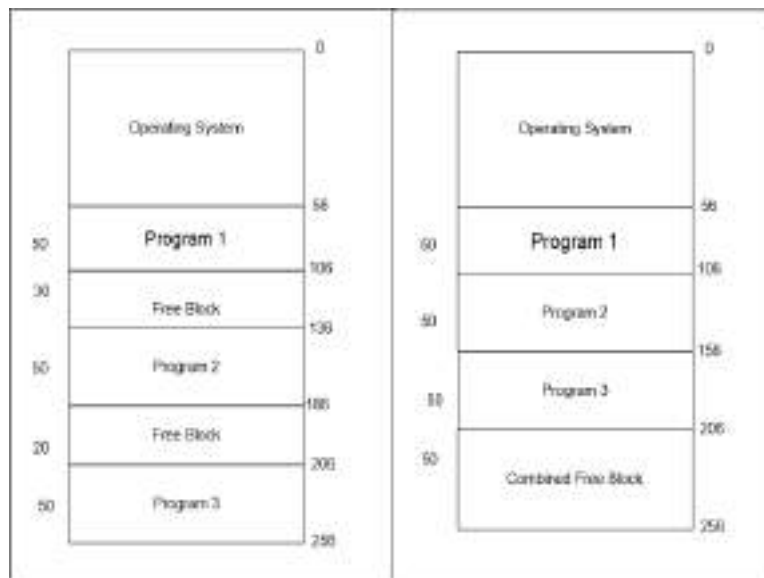 0
Operating System
56
50
Program 1
106
30
Free Block
136
50
Program 2
186
Free Block
20
206
50
Program 3
256
0
Operating System
56
50
Program 1
106
50
Program 2
156
50
Program 3
206
50
Combined Free Block
256